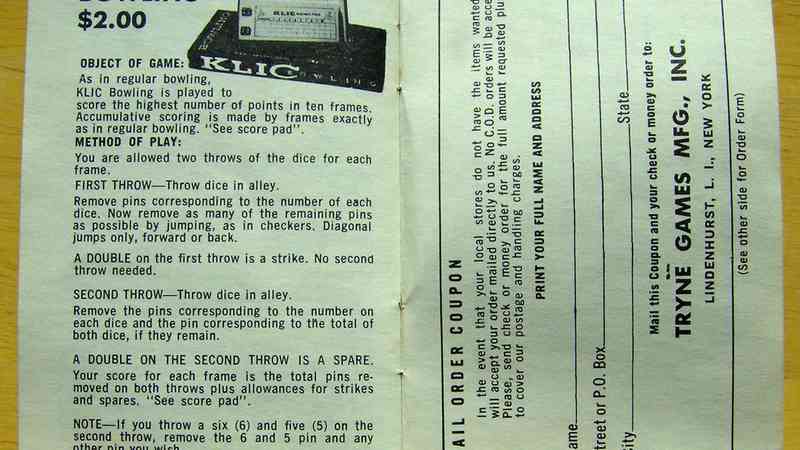 BOWLING
$2.00
KLIC
KLIC BOWLING
OBJECT OF GAME:
As in regular bowling,
KLIC Bowling is played to
score the highest number of points in ten frames.
Accumulative scoring is made by frames exactly
as in regular bowling. "See score pad".
METHOD OF PLAY:
You are allowed two throws of the dice for each
frame.
FIRST THROW—Throw dice in alley.
Remove pins corresponding to the number of each
dice. Now remove as many of the remaining pins
as possible by jumping, as in checkers. Diagonal
jumps only, forward or back.
A DOUBLE on the first throw is a strike. No second
throw needed.
SECOND THROW—Throw dice in alley.
Remove the pins corresponding to the number on
each dice and the pin corresponding to the total of
both dice, if they remain.
A DOUBLE ON THE SECOND THROW IS A SPARE.
Your score for each frame is the total pins re-
moved on both throws plus allowances for strikes
and spares. "See score pad".
NOTE—If you throw a six (6) and five (5) on the
second throw, remove the 6 and 5 pin and any
other pin you wish.
AIL ORDER COUPON
In the event that your local stores do not have the items wanted
will accept your order mailed directly to us. No C.O.D. orders will be acce
Please, send check or money order for the full amount requested plu
to cover our postage and handling charges.
PRINT YOUR FULL NAME AND ADDRESS
ame
treet or P.O. Box
ity State
Mail this Coupon and your check or money order to:
TRYNE GAMES MFG., INC.
LINDENHURST, L. I., NEW YORK
(See other side for Order Form)